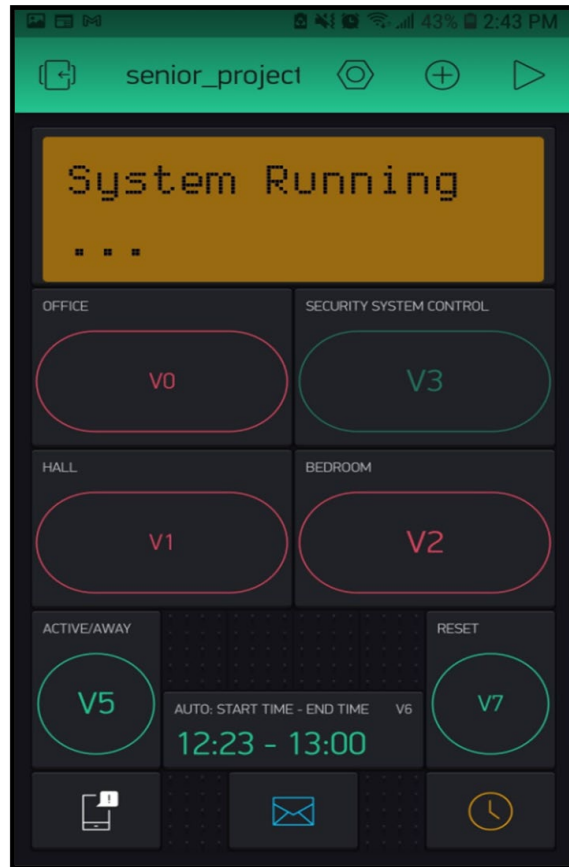 43% 2:43 PM
senior_project
System Running
...
OFFICE
V0
SECURITY SYSTEM CONTROL
V3
HALL
V1
BEDROOM
V2
ACTIVE/AWAY
V5
AUTO: START TIME - END TIME V6
12:23 - 13:00
RESET
V7